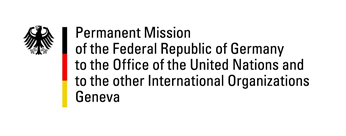 Permanent Mission
of the Federal Republic of Germany
to the Office of the United Nations and
to the other International Organizations
Geneva